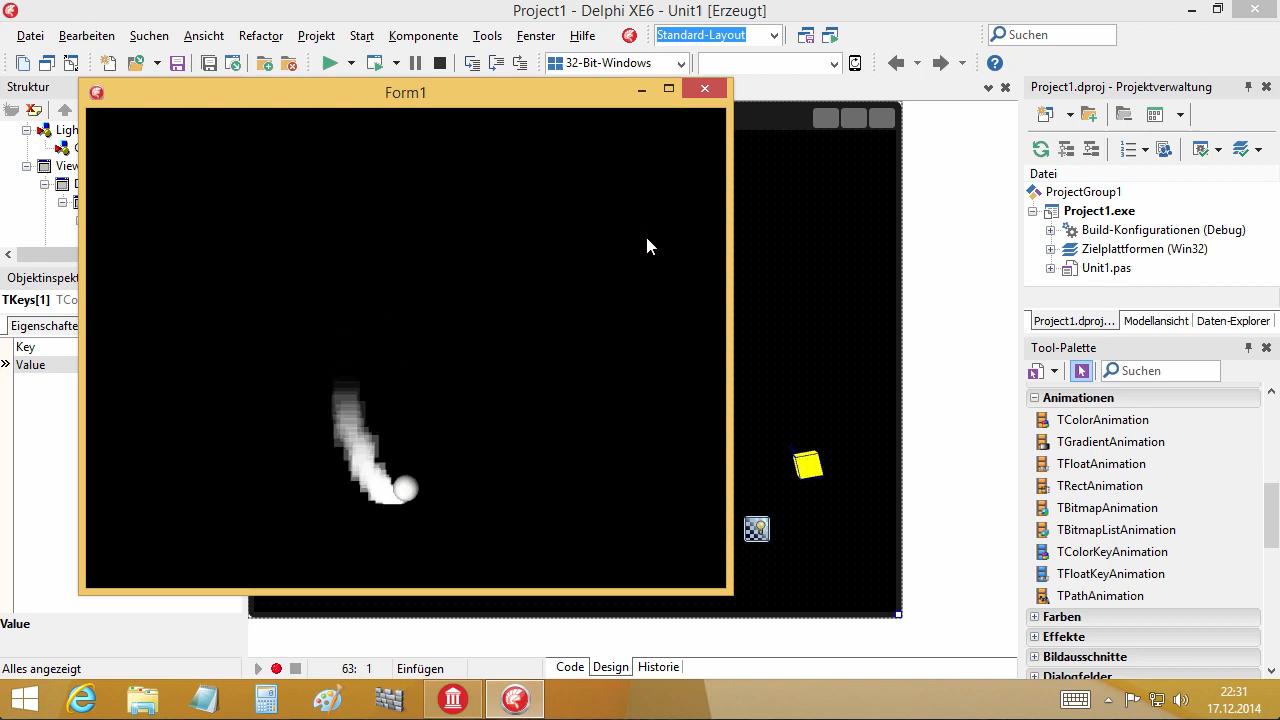 Project1 - Delphi XE6 - Unit1 [Erzeugt]
Datei Bearbeiten Suchen Ansicht Refactor Projekt Start Komponente Tools Fenster Hilfe Standard-Layout Suchen
32-Bit-Windows
Struktur
Form1
Ligh
View
Objektinspekt
TKeys[1] TCo
Eigenschafte
Key
Value
Value
Alles angezeigt
63: 1 Einfügen
Code Design Historie
Project1.dproj - Projektverwaltung
Datei
ProjectGroup1
Project1.exe
Build-Konfigurationen (Debug)
Zielplattformen (Win32)
Unit1.pas
Project1.dproj... Modellansicht Daten-Explorer
Tool-Palette
Suchen
Animationen
TColorAnimation
TGradientAnimation
TFloatAnimation
TRectAnimation
TBitmapAnimation
TBitmapListAnimation
TColorKeyAnimation
TFloatKeyAnimation
TPathAnimation
Farben
Effekte
Bildausschnitte
Dialogfelder
22:31
17.12.2014